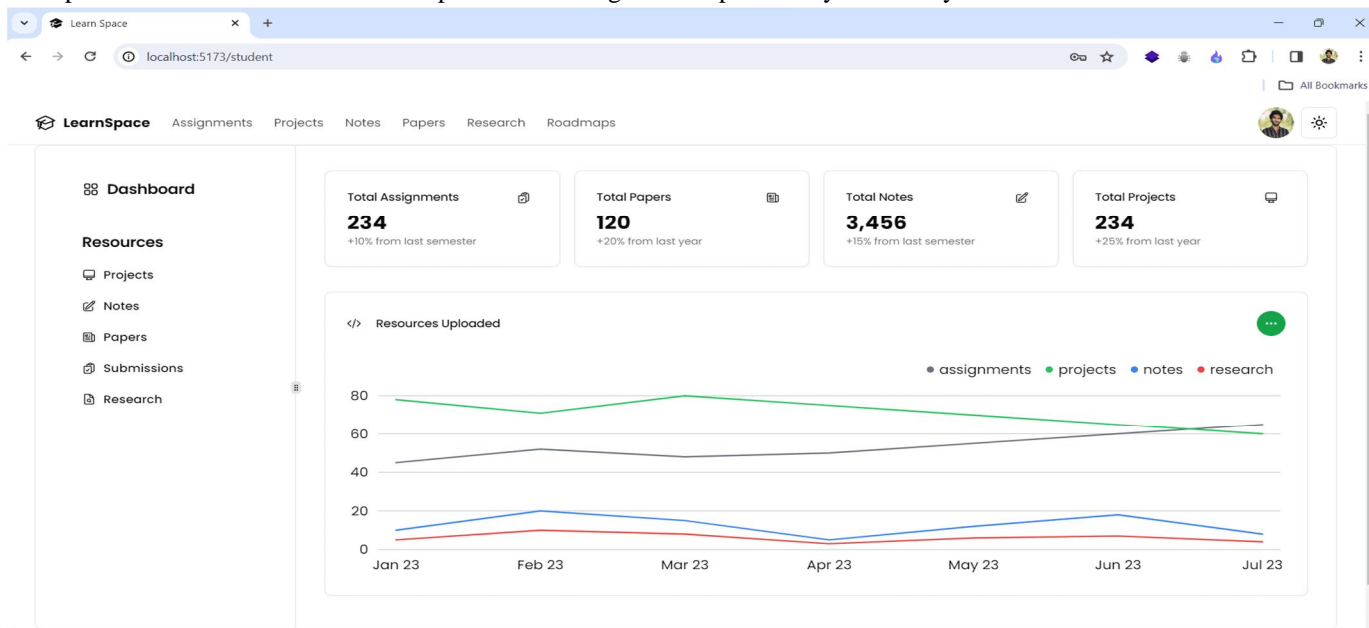 Learn Space
localhost:5173/student
All Bookmarks
LearnSpace Assignments Projects Notes Papers Research Roadmaps
Dashboard
Resources
Projects
Notes
Papers
Submissions
Research
Total Assignments
234
+10% from last semester
Total Papers
120
+20% from last year
Total Notes
3,456
+15% from last semester
Total Projects
234
+25% from last year
</> Resources Uploaded
assignments projects notes research
80
60
40
20
0
Jan 23 Feb 23 Mar 23 Apr 23 May 23 Jun 23 Jul 23